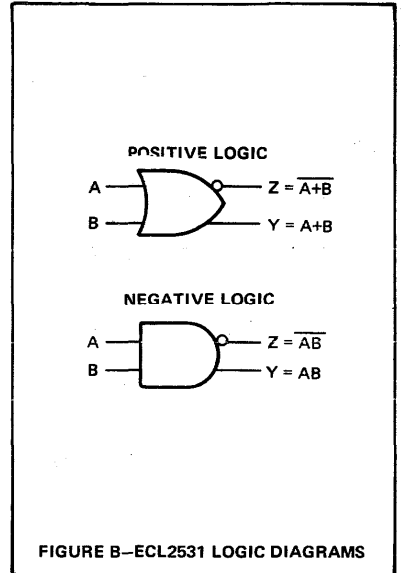 POSITIVE LOGIC
A
Z = A+B
B
Y = A+B
NEGATIVE LOGIC
A
Z = AB
B
Y = AB
FIGURE B–ECL2531 LOGIC DIAGRAMS